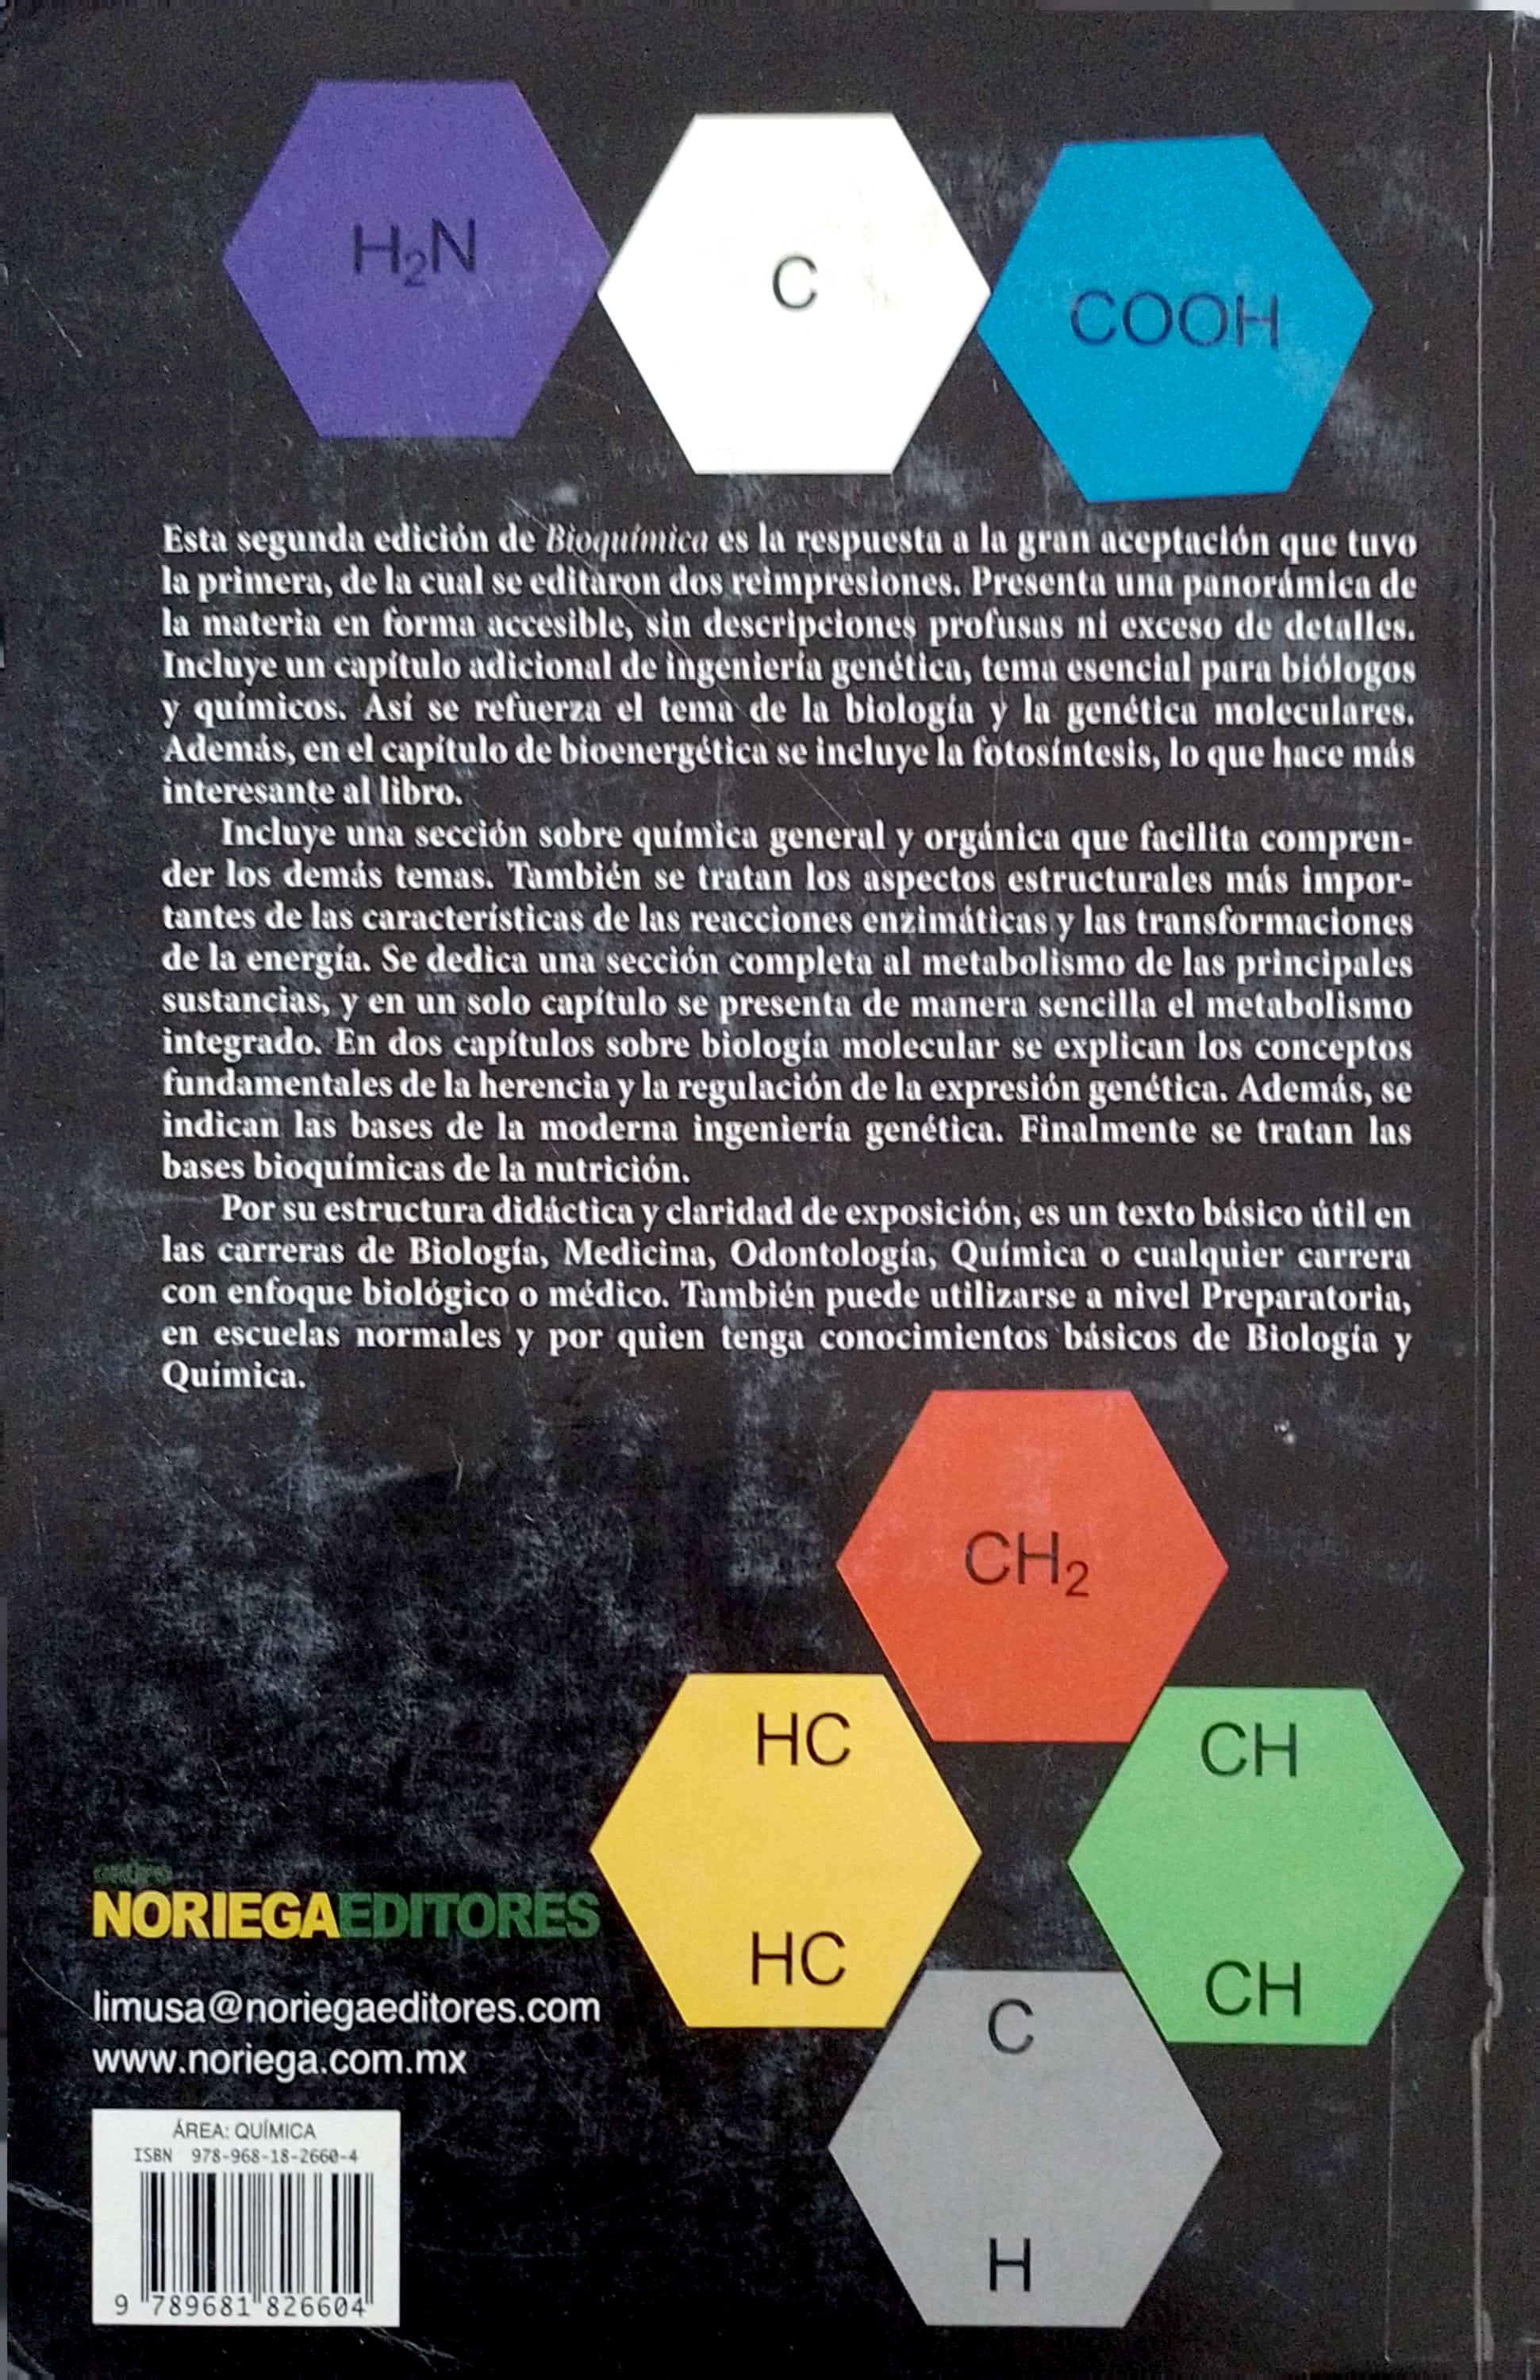 H₂N
C
COOH
Esta segunda edición de Bioquímica es la respuesta a la gran aceptación que tuvo
la primera, de la cual se editaron dos reimpresiones. Presenta una panorámica de
la materia en forma accesible, sin descripciones profusas ni exceso de detalles.
Incluye un capítulo adicional de ingeniería genética, tema esencial para biólogos
y químicos. Así se refuerza el tema de la biología y la genética moleculares.
Además, en el capítulo de bioenergética se incluye la fotosíntesis, lo que hace más
interesante al libro.
Incluye una sección sobre química general y orgánica que facilita compren-
der los demás temas. También se tratan los aspectos estructurales más impor-
tantes de las características de las reacciones enzimáticas y las transformaciones
de la energía. Se dedica una sección completa al metabolismo de las principales
sustancias, y en un solo capítulo se presenta de manera sencilla el metabolismo
integrado. En dos capítulos sobre biología molecular se explican los conceptos
fundamentales de la herencia y la regulación de la expresión genética. Además, se
indican las bases de la moderna ingeniería genética. Finalmente se tratan las
bases bioquímicas de la nutrición.
Por su estructura didáctica y claridad de exposición, es un texto básico útil en
las carreras de Biología, Medicina, Odontología, Química o cualquier carrera
con enfoque biológico o médico. También puede utilizarse a nivel Preparatoria,
en escuelas normales y por quien tenga conocimientos básicos de Biología y
Química.
CH₂
HC
CH
HC
CH
C
H
NORIEGAEDITORES
limusa@noriegaeditores.com
www.noriega.com.mx
ÁREA: QUÍMICA
ISBN 978-968-18-2660-4
9 789681 826604